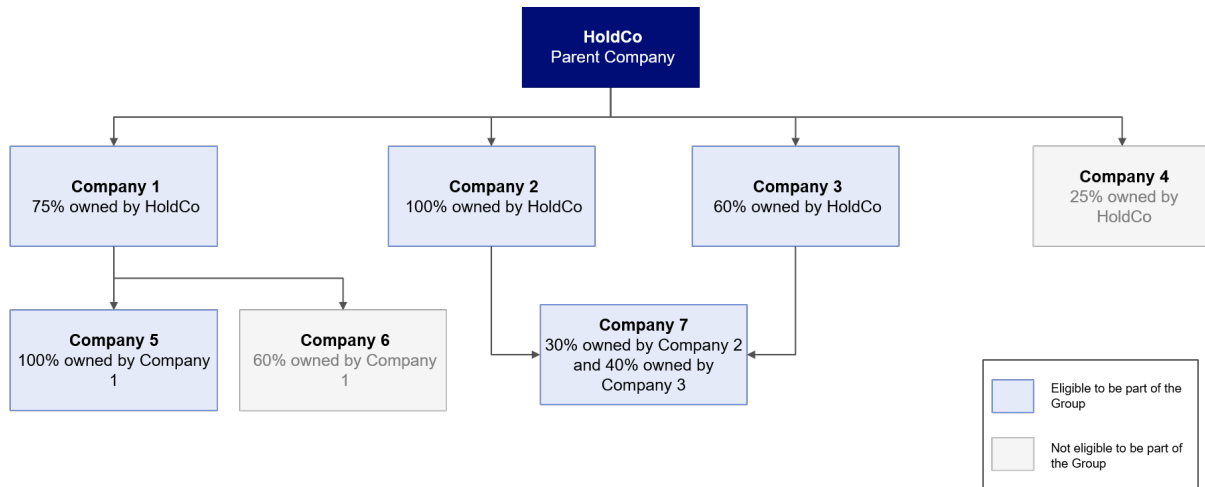 HoldCo
Parent Company
Company 1
75% owned by HoldCo
Company 2
100% owned by HoldCo
Company 3
60% owned by HoldCo
Company 4
25% owned by
HoldCo
Company 5
100% owned by Company
1
Company 6
60% owned by Company
1
Company 7
30% owned by Company 2
and 40% owned by
Company 3
Eligible to be part of the
Group
Not eligible to be part of
the Group